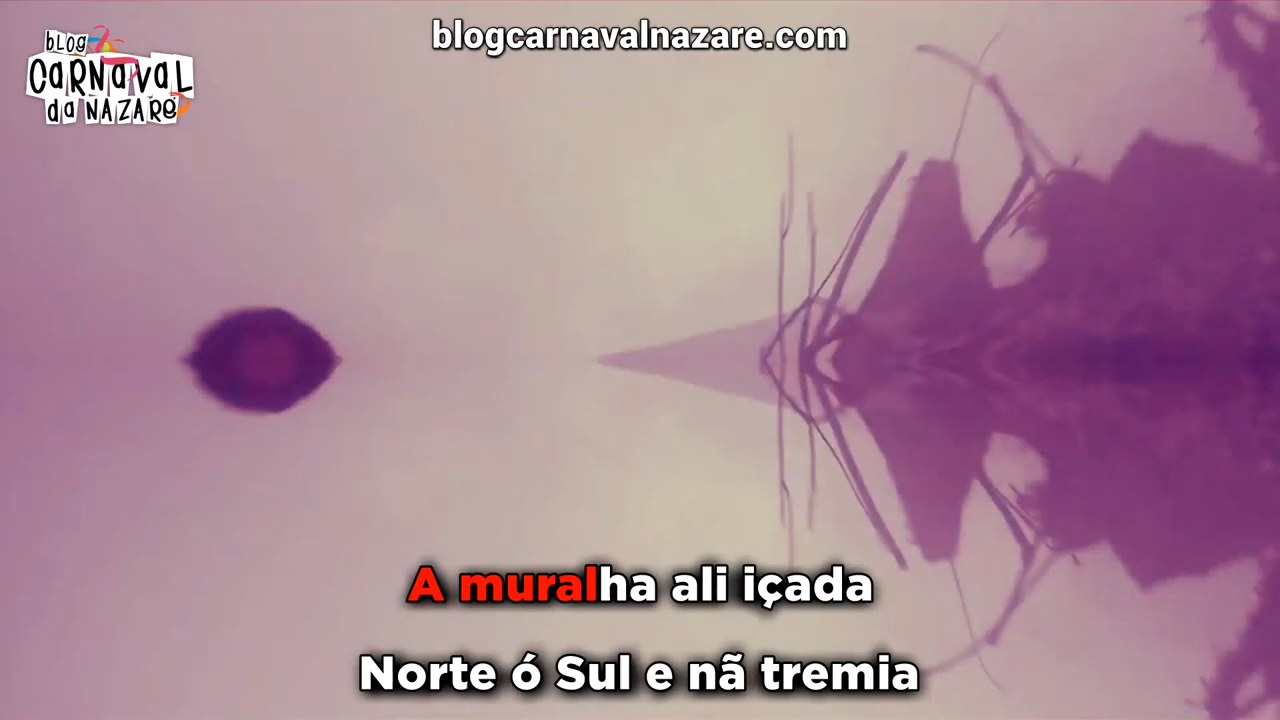 blogcarnavalnazare.com
BLOG
CARNAVAL
da NAZARÉ
A muralha ali içada
Norte ó Sul e nã tremia